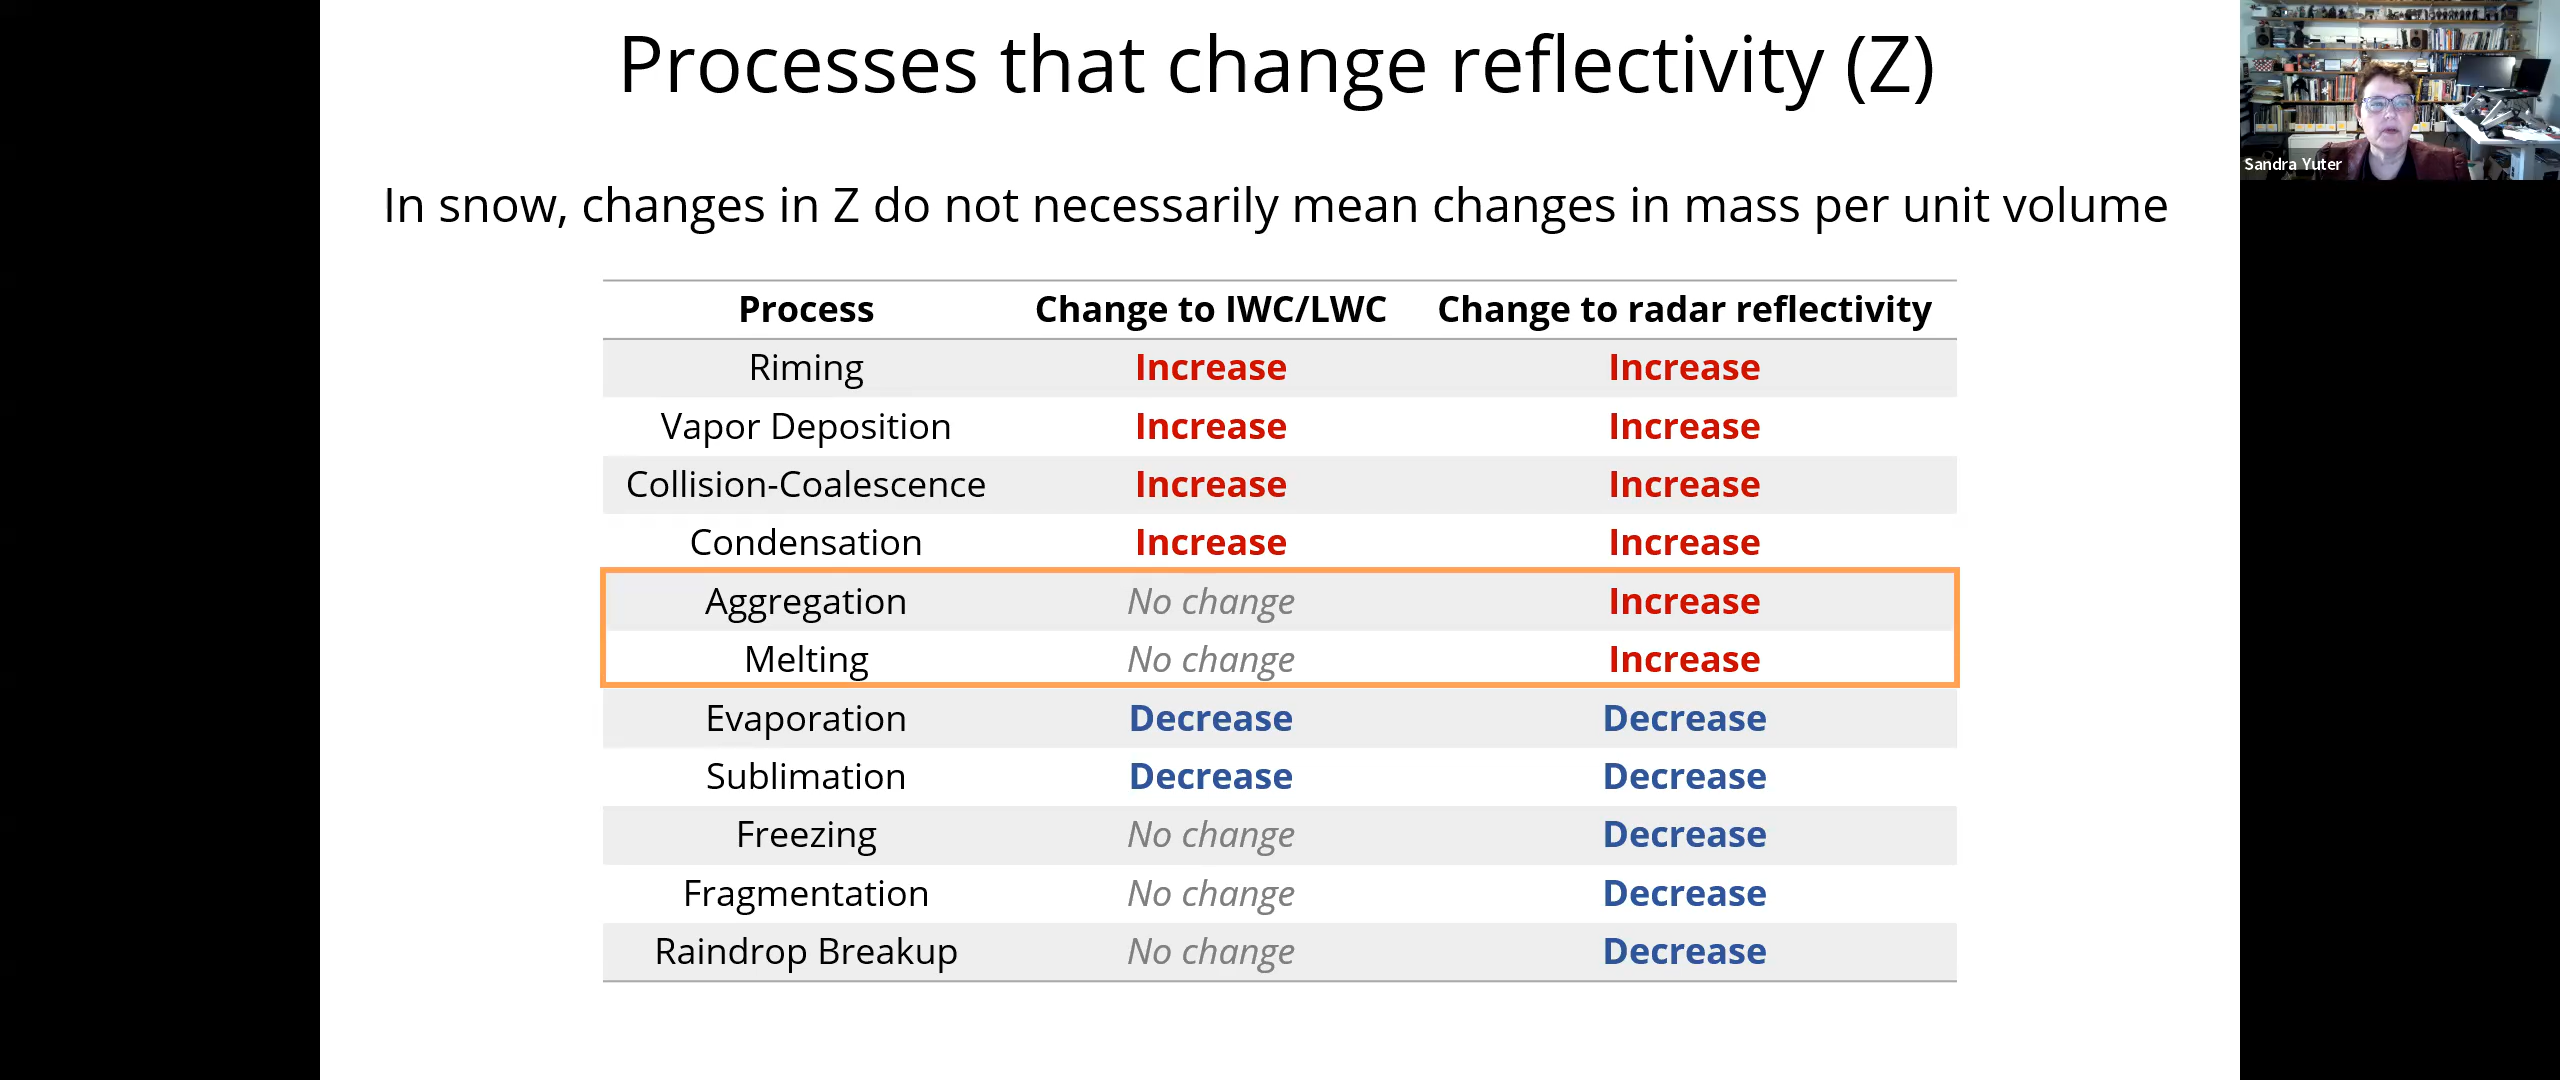 Processes that change reflectivity (Z)
Sandra Yuter
In snow, changes in Z do not necessarily mean changes in mass per unit volume
Process Change to IWC/LWC Change to radar reflectivity
Riming Increase Increase
Vapor Deposition Increase Increase
Collision-Coalescence Increase Increase
Condensation Increase Increase
Aggregation No change Increase
Melting No change Increase
Evaporation Decrease Decrease
Sublimation Decrease Decrease
Freezing No change Decrease
Fragmentation No change Decrease
Raindrop Breakup No change Decrease